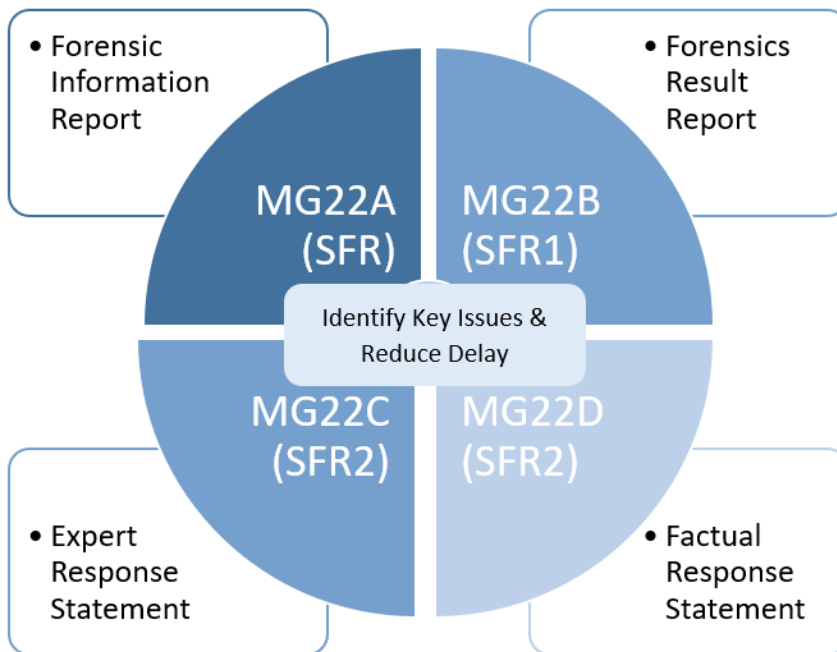 • Forensic
Information
Report
• Forensics
Result
Report
MG22A
(SFR)
MG22B
(SFR1)
Identify Key Issues &
Reduce Delay
MG22C
(SFR2)
MG22D
(SFR2)
• Expert
Response
Statement
• Factual
Response
Statement